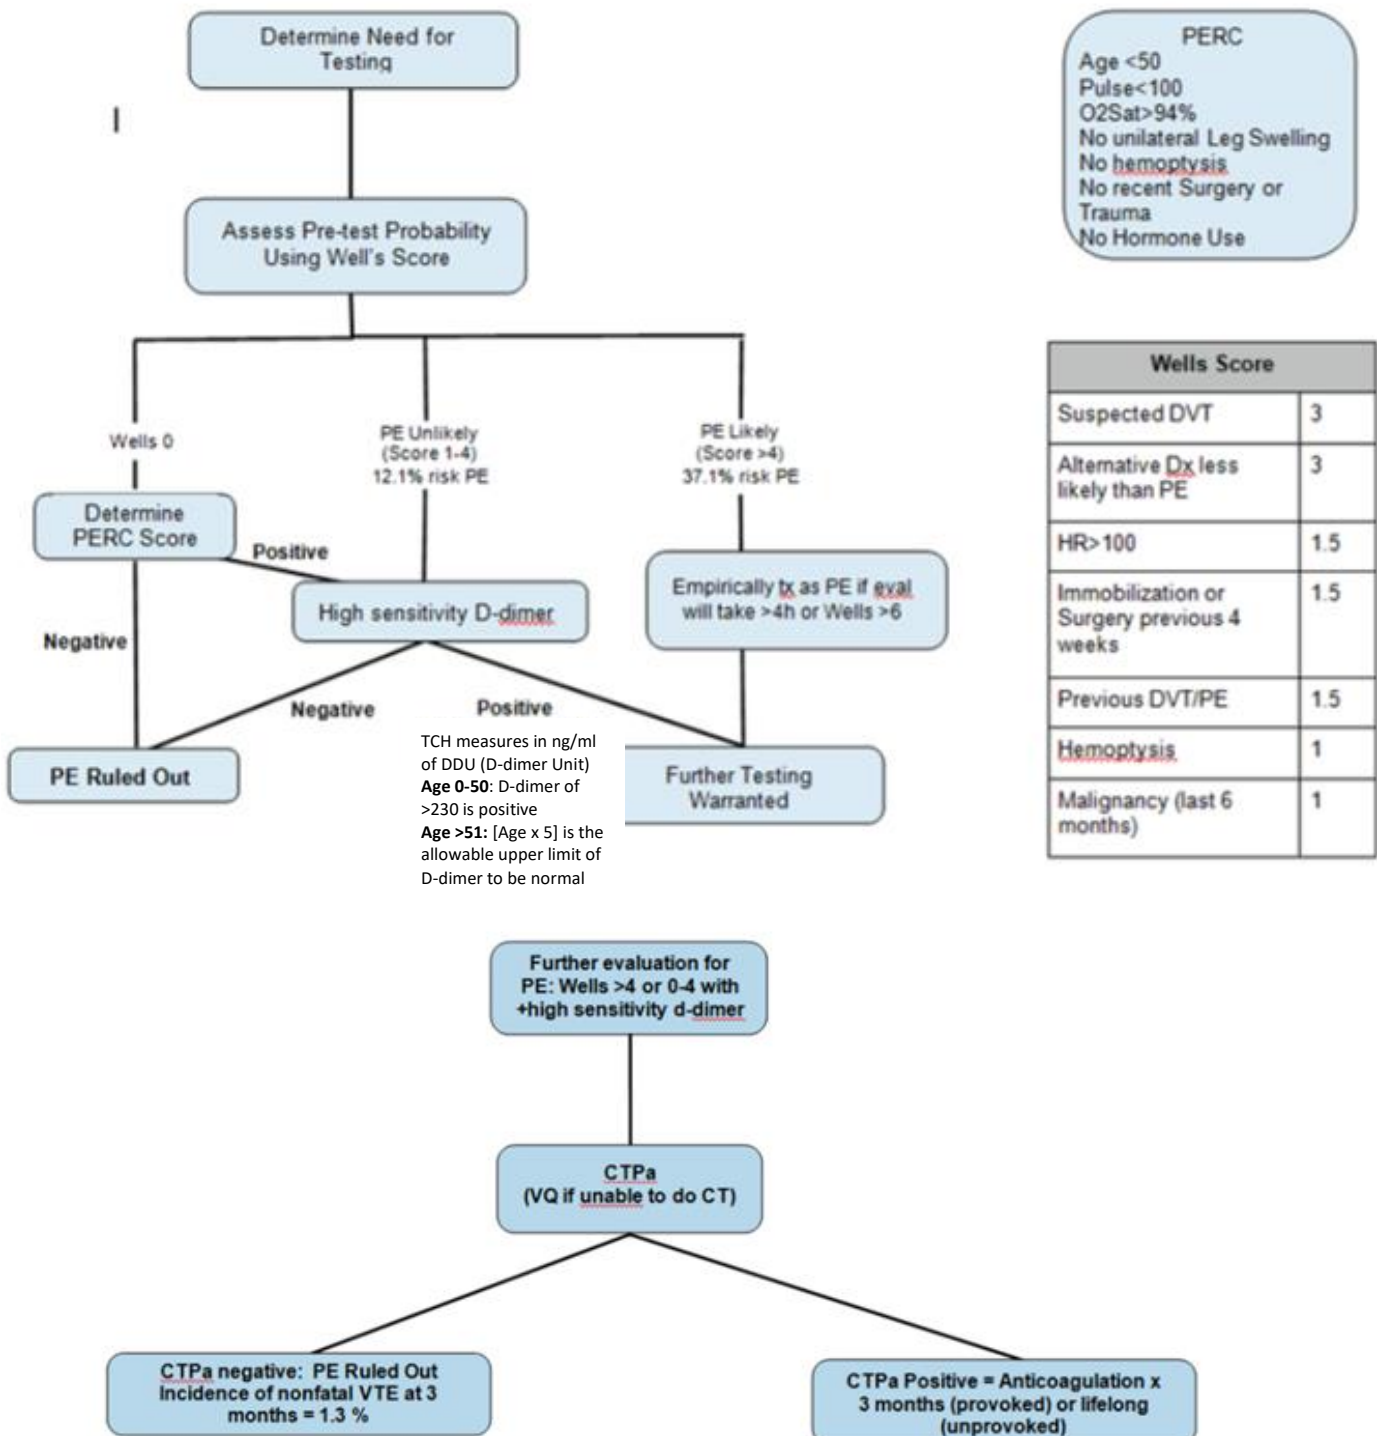 Determine Need for
Testing
Assess Pre-test Probability
Using Well's Score
Wells 0
PE Unlikely
(Score 1-4)
12.1% risk PE
PE Likely
(Score >4)
37.1% risk PE
Determine
PERC Score
Positive
High sensitivity D-dimer
Empirically tx as PE if eval
will take >4h or Wells >6
Negative
Negative
Positive
PE Ruled Out
TCH measures in ng/ml
of DDU (D-dimer Unit)
Age 0-50: D-dimer of
>230 is positive
Age >51: [Age x 5] is the
allowable upper limit of
D-dimer to be normal
Further Testing
Warranted
PERC
Age <50
Pulse<100
O2Sat>94%
No unilateral Leg Swelling
No hemoptysis
No recent Surgery or
Trauma
No Hormone Use
Wells Score
Suspected DVT 3
Alternative Dx less 3
likely than PE
HR>100 1.5
Immobilization or 1.5
Surgery previous 4
weeks
Previous DVT/PE 1.5
Hemoptysis 1
Malignancy (last 6 1
months)
Further evaluation for
PE: Wells >4 or 0-4 with
+high sensitivity d-dimer
CTPa
(VQ if unable to do CT)
CTPa negative: PE Ruled Out
Incidence of nonfatal VTE at 3
months = 1.3 %
CTPa Positive = Anticoagulation x
3 months (provoked) or lifelong
(unprovoked)